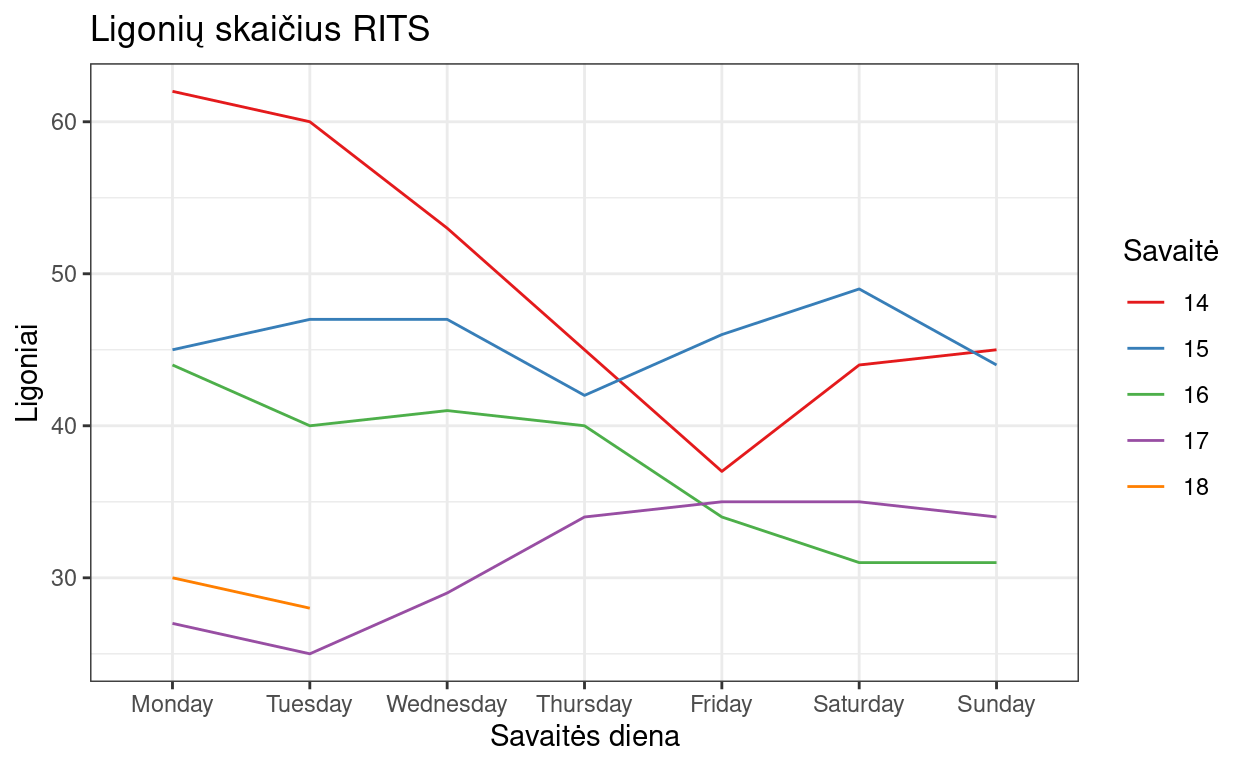 Ligonių skaičius RITS
60
50
40
30
Ligoniai
Monday Tuesday Wednesday Thursday Friday Saturday Sunday
Savaitės diena
Savaitė
14
15
16
17
18